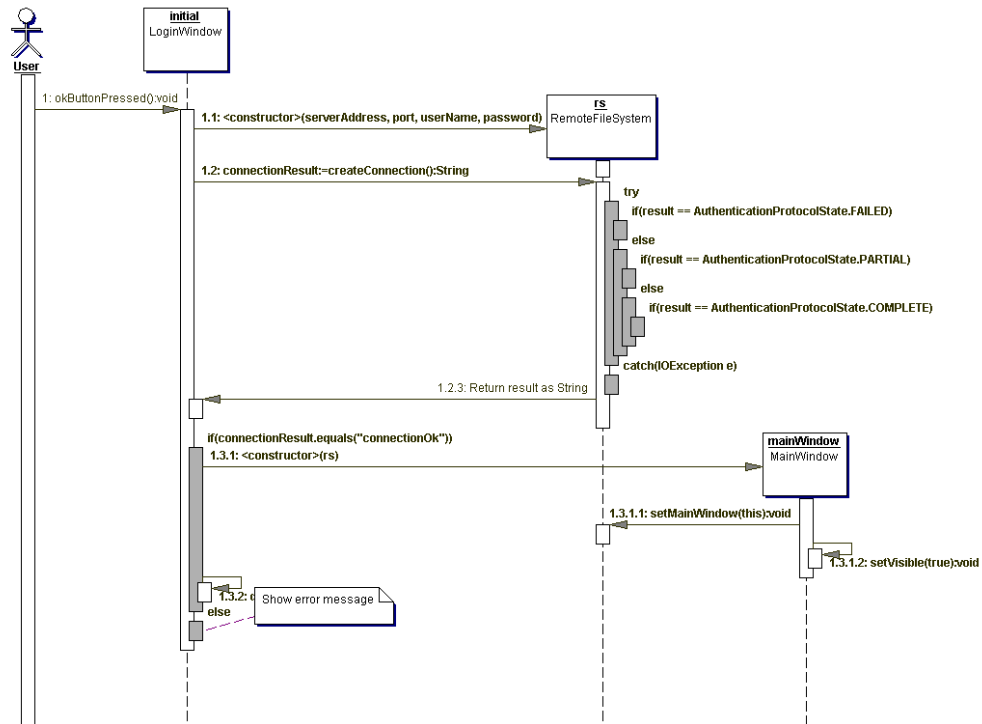 initial
LoginWindow
User
1: okButtonPressed():void
rs
RemoteFileSystem
1.1: <constructor>(serverAddress, port, userName, password)
1.2: connectionResult:=createConnection():String
try
if(result == AuthenticationProtocolState.FAILED)
else
if(result == AuthenticationProtocolState.PARTIAL)
else
if(result == AuthenticationProtocolState.COMPLETE)
catch(IOException e)
1.2.3: Return result as String
if(connectionResult.equals("connectionOk"))
1.3.1: <constructor>(rs)
mainWindow
MainWindow
1.3.1.1: setMainWindow(this):void
1.3.1.2: setVisible(true):void
1.3.2:
Show error message
else